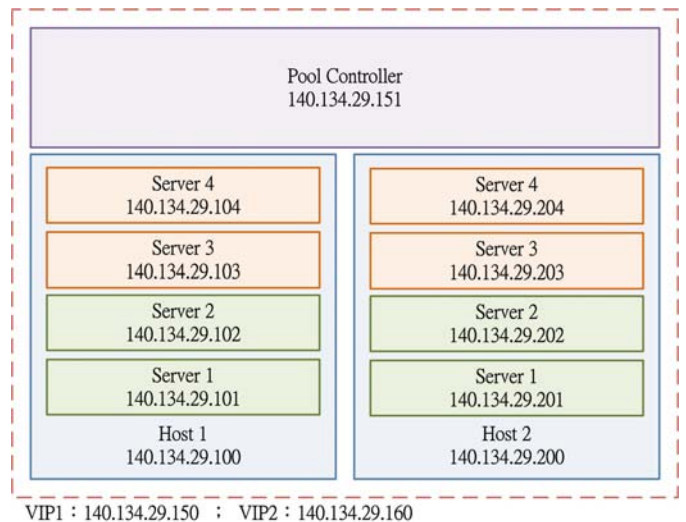 Pool Controller
140.134.29.151
Server 4
140.134.29.104
Server 3
140.134.29.103
Server 2
140.134.29.102
Server 1
140.134.29.101
Host 1
140.134.29.100
Server 4
140.134.29.204
Server 3
140.134.29.203
Server 2
140.134.29.202
Server 1
140.134.29.201
Host 2
140.134.29.200
VIP1：140.134.29.150 ； VIP2：140.134.29.160